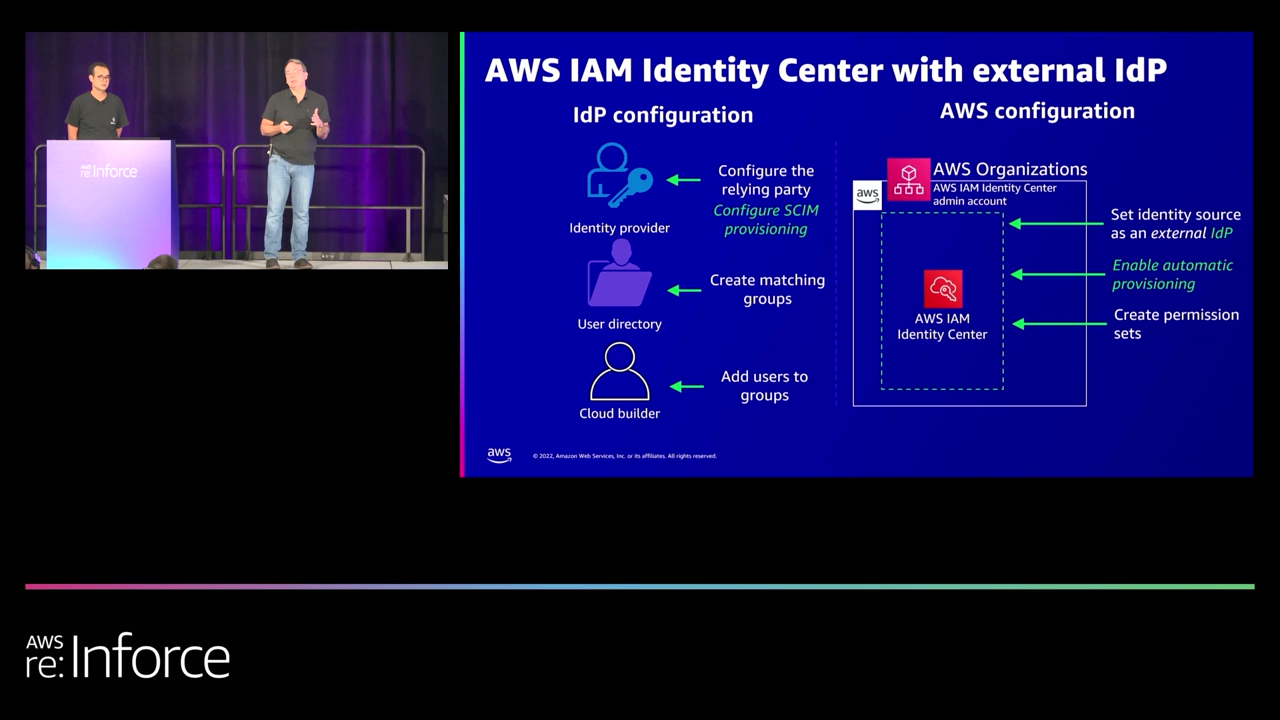 aws
re:Inforce
AWS IAM Identity Center with external IdP
IdP configuration
Configure the
relying party
Configure SCIM
provisioning
Identity provider
Create matching
groups
User directory
Add users to
groups
Cloud builder
AWS configuration
AWS Organizations
aws
AWS IAM Identity Center
admin account
Set identity source
as an external IdP
Enable automatic
provisioning
AWS IAM
Identity Center
Create permission
sets
aws
© 2022, Amazon Web Services, Inc. or its affiliates. All rights reserved.
AWS
re:Inforce